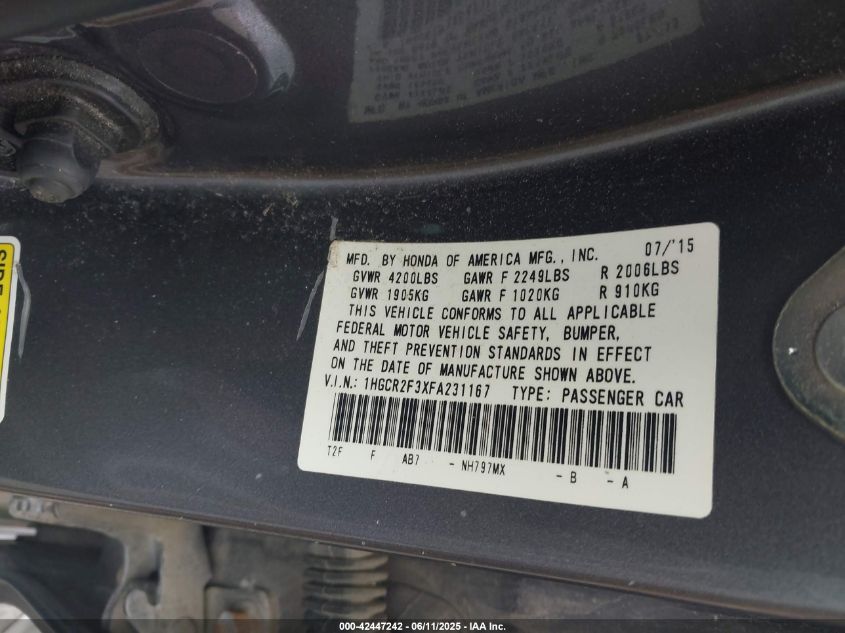 MFD. BY HONDA OF AMERICA MFG., INC. 07/'15
GVWR 4200LBS GAWR F 2249LBS R 2006LBS
GVWR 1905KG GAWR F 1020KG R 910KG
THIS VEHICLE CONFORMS TO ALL APPLICABLE
FEDERAL MOTOR VEHICLE SAFETY, BUMPER,
AND THEFT PREVENTION STANDARDS IN EFFECT
ON THE DATE OF MANUFACTURE SHOWN ABOVE.
V.I.N.: 1HGCR2F3XFA231167 TYPE: PASSENGER CAR
T2F F AB7 - NH797MX - B - A
SIDE
000-42447242 - 06/11/2025 - IAA Inc.